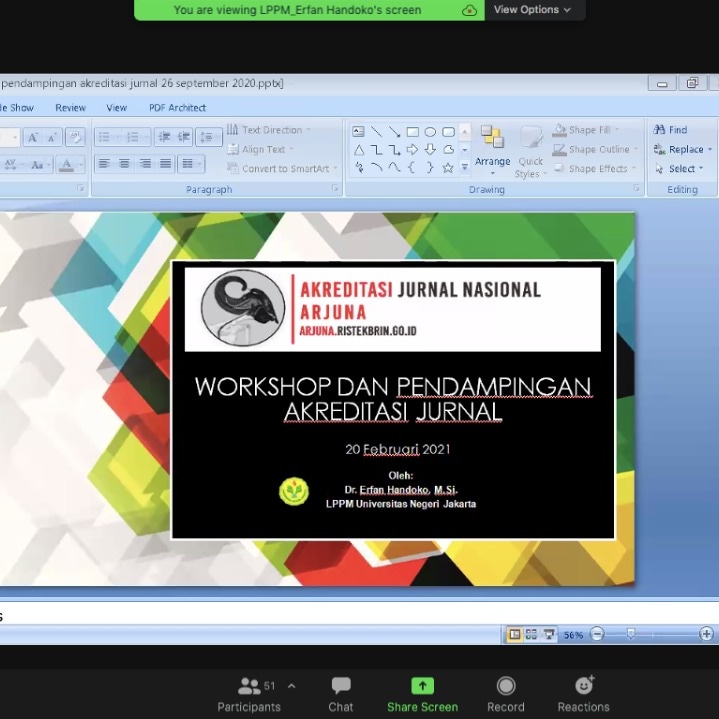 You are viewing LPPM_Erfan Handoko's screen
View Options
pendampingan akreditasi jurnal 26 september 2020.pptx]
Show
Review
View
PDF Architect
Text Direction
Align Text
Convert to SmartArt
Paragraph
Arrange
Quick Styles
Shape Fill
Shape Outline
Shape Effects
Drawing
Find
Replace
Select
Editing
AKREDITASI JURNAL NASIONAL
ARJUNA
ARJUNA.RISTEKBRIN.GO.ID
WORKSHOP DAN PENDAMPINGAN
AKREDITASI JURNAL
20 Februari 2021
Oleh:
Dr. Erfan Handoko, M.Si.
LPPM Universitas Negeri Jakarta
56%
51
Participants
Chat
Share Screen
Record
Reactions